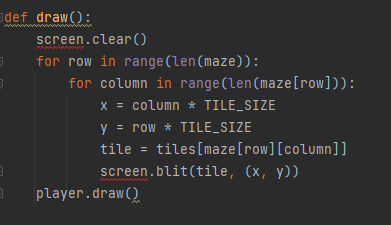 def draw():
    screen.clear()
    for row in range(len(maze)):
        for column in range(len(maze[row])):
            x = column * TILE_SIZE
            y = row * TILE_SIZE
            tile = tiles[maze[row][column]]
            screen.blit(tile, (x, y))
    player.draw()